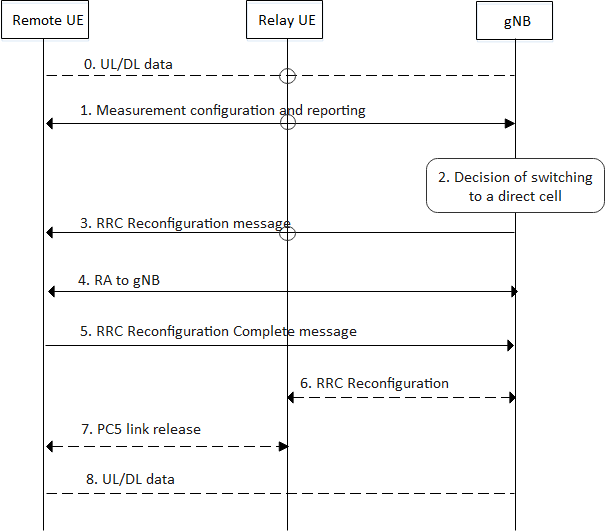 Remote UE
Relay UE
gNB
0. UL/DL data
1. Measurement configuration and reporting
2. Decision of switching
to a direct cell
3. RRC Reconfiguration message
4. RA to gNB
5. RRC Reconfiguration Complete message
6. RRC Reconfiguration
7. PC5 link release
8. UL/DL data